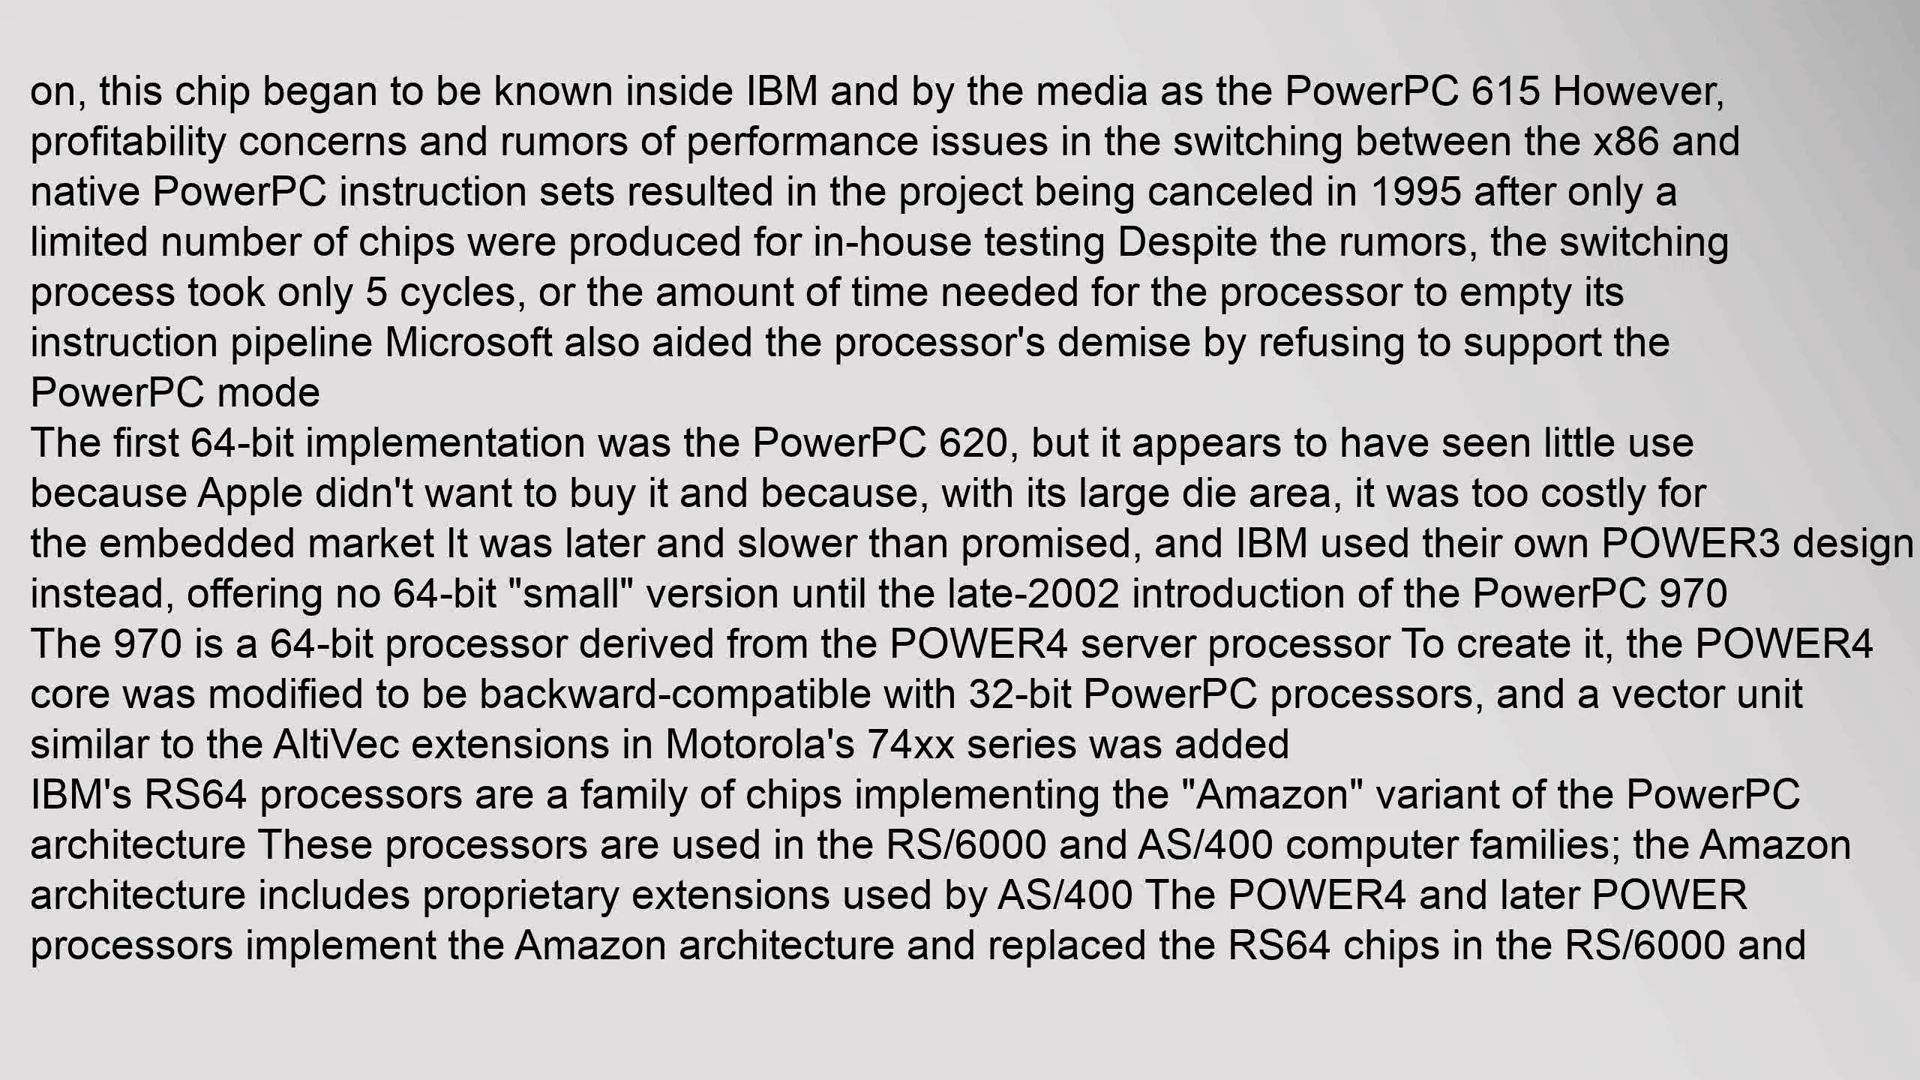 on, this chip began to be known inside IBM and by the media as the PowerPC 615 However,
profitability concerns and rumors of performance issues in the switching between the x86 and
native PowerPC instruction sets resulted in the project being canceled in 1995 after only a
limited number of chips were produced for in-house testing Despite the rumors, the switching
process took only 5 cycles, or the amount of time needed for the processor to empty its
instruction pipeline Microsoft also aided the processor's demise by refusing to support the
PowerPC mode
The first 64-bit implementation was the PowerPC 620, but it appears to have seen little use
because Apple didn't want to buy it and because, with its large die area, it was too costly for
the embedded market It was later and slower than promised, and IBM used their own POWER3 design
instead, offering no 64-bit "small" version until the late-2002 introduction of the PowerPC 970
The 970 is a 64-bit processor derived from the POWER4 server processor To create it, the POWER4
core was modified to be backward-compatible with 32-bit PowerPC processors, and a vector unit
similar to the AltiVec extensions in Motorola's 74xx series was added
IBM's RS64 processors are a family of chips implementing the "Amazon" variant of the PowerPC
architecture These processors are used in the RS/6000 and AS/400 computer families; the Amazon
architecture includes proprietary extensions used by AS/400 The POWER4 and later POWER
processors implement the Amazon architecture and replaced the RS64 chips in the RS/6000 and